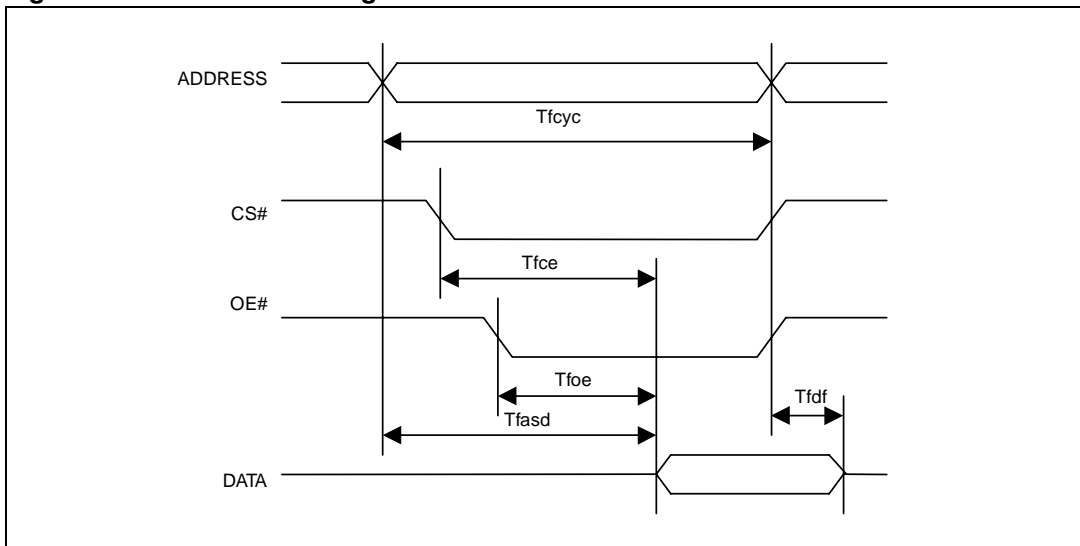 ADDRESS
Tfcyc
CS#
Tfce
OE#
Tfoe
Tfdf
Tfasd
DATA